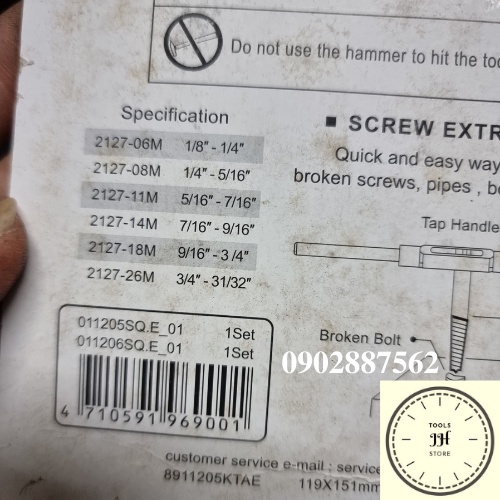 Do not use the hammer to hit the too
Specification
2127-06M 1/8" - 1/4"
2127-08M 1/4" - 5/16"
2127-11M 5/16" - 7/16"
2127-14M 7/16" - 9/16"
2127-18M 9/16" - 3 /4"
2127-26M 3/4" - 31/32"
■ SCREW EXTR
Quick and easy way
broken screws, pipes , bo
Tap Handle
Broken Bolt
011205SQ.E_01 1Set
011206SQ.E_01 1Set
4 710591 969001
0902887562
TOOLS
JH
STORE
customer service e-mail : service
8911205KTAE 119X151mm